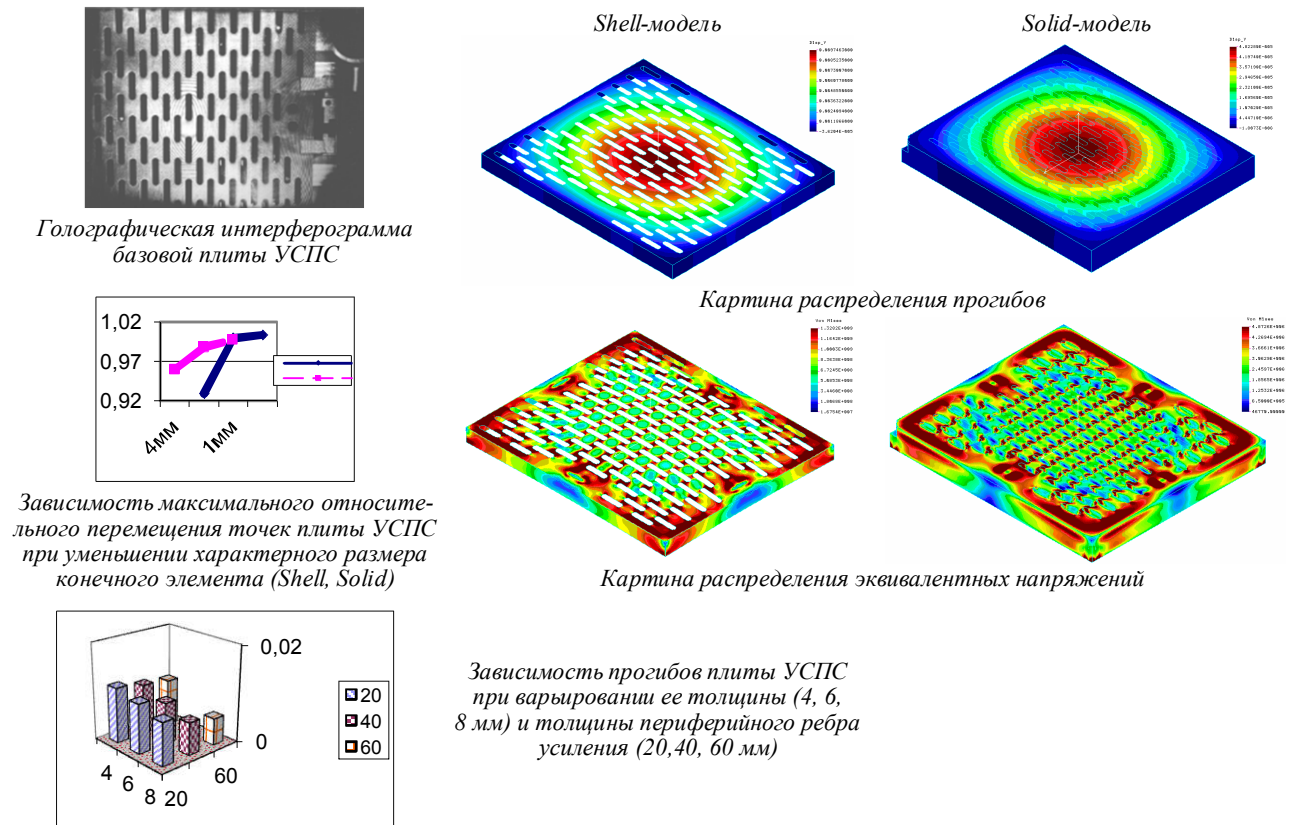 Shell-модель
Solid-модель
Голографическая интерферограмма
базовой плиты УСПС
Картина распределения прогибов
1,02
0,97
0,92
4мм
1мм
Зависимость максимального относите-
льного перемещения точек плиты УСПС
при уменьшении характерного размера
конечного элемента (Shell, Solid)
Картина распределения эквивалентных напряжений
0,02
0
20
40
60
4
6
8
20
60
Зависимость прогибов плиты УСПС
при варьировании ее толщины (4, 6,
8 мм) и толщины периферийного ребра
усиления (20,40, 60 мм)